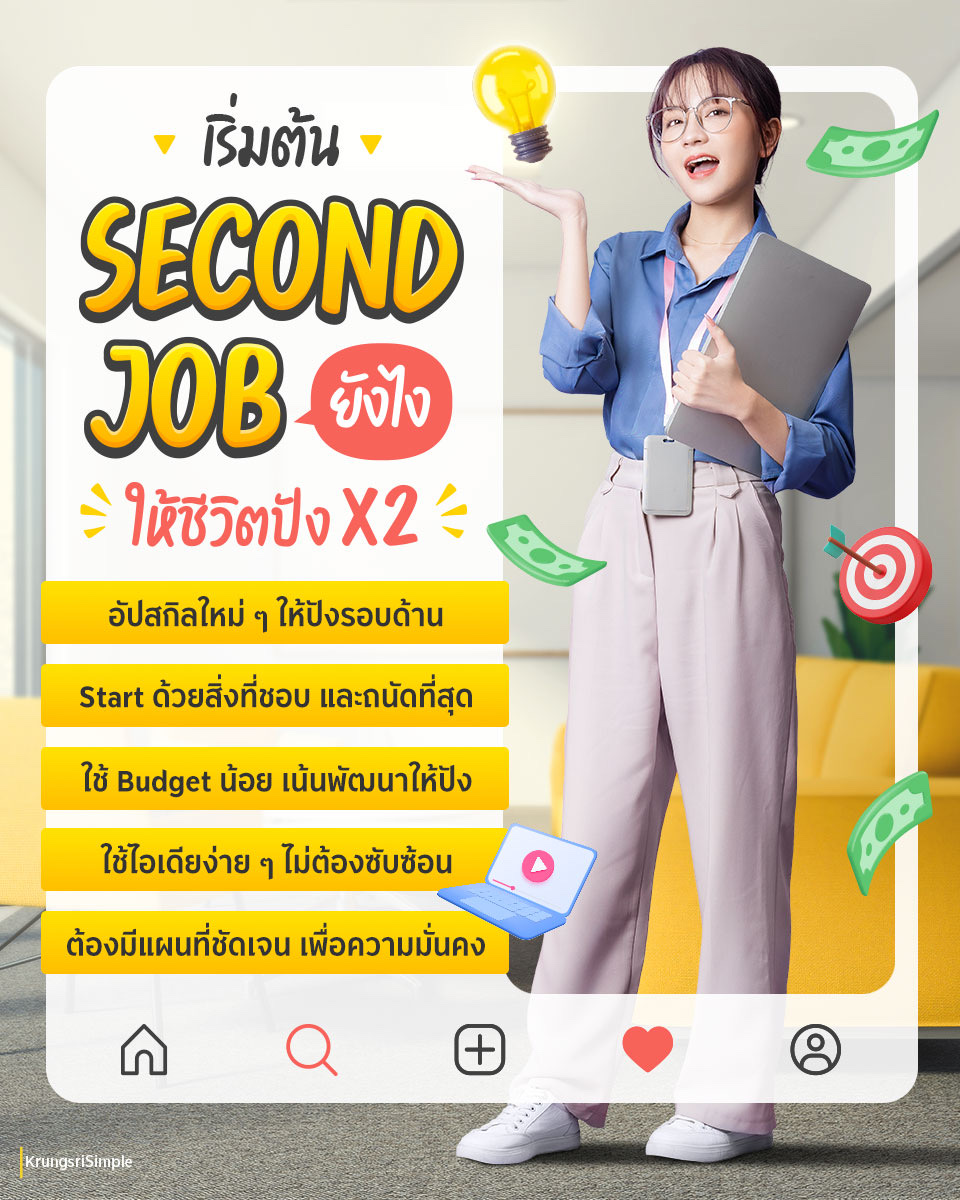 เริ่มต้น
SECOND
JOB ยังไง
ให้ชีวิตปัง X2
อัปสกิลใหม่ ๆ ให้ปังรอบด้าน
Start ด้วยสิ่งที่ชอบ และถนัดที่สุด
ใช้ Budget น้อย เน้นพัฒนาให้ปัง
ใช้ไอเดียง่าย ๆ ไม่ต้องซับซ้อน
ต้องมีแผนที่ชัดเจน เพื่อความมั่นคง
KrungsriSimple